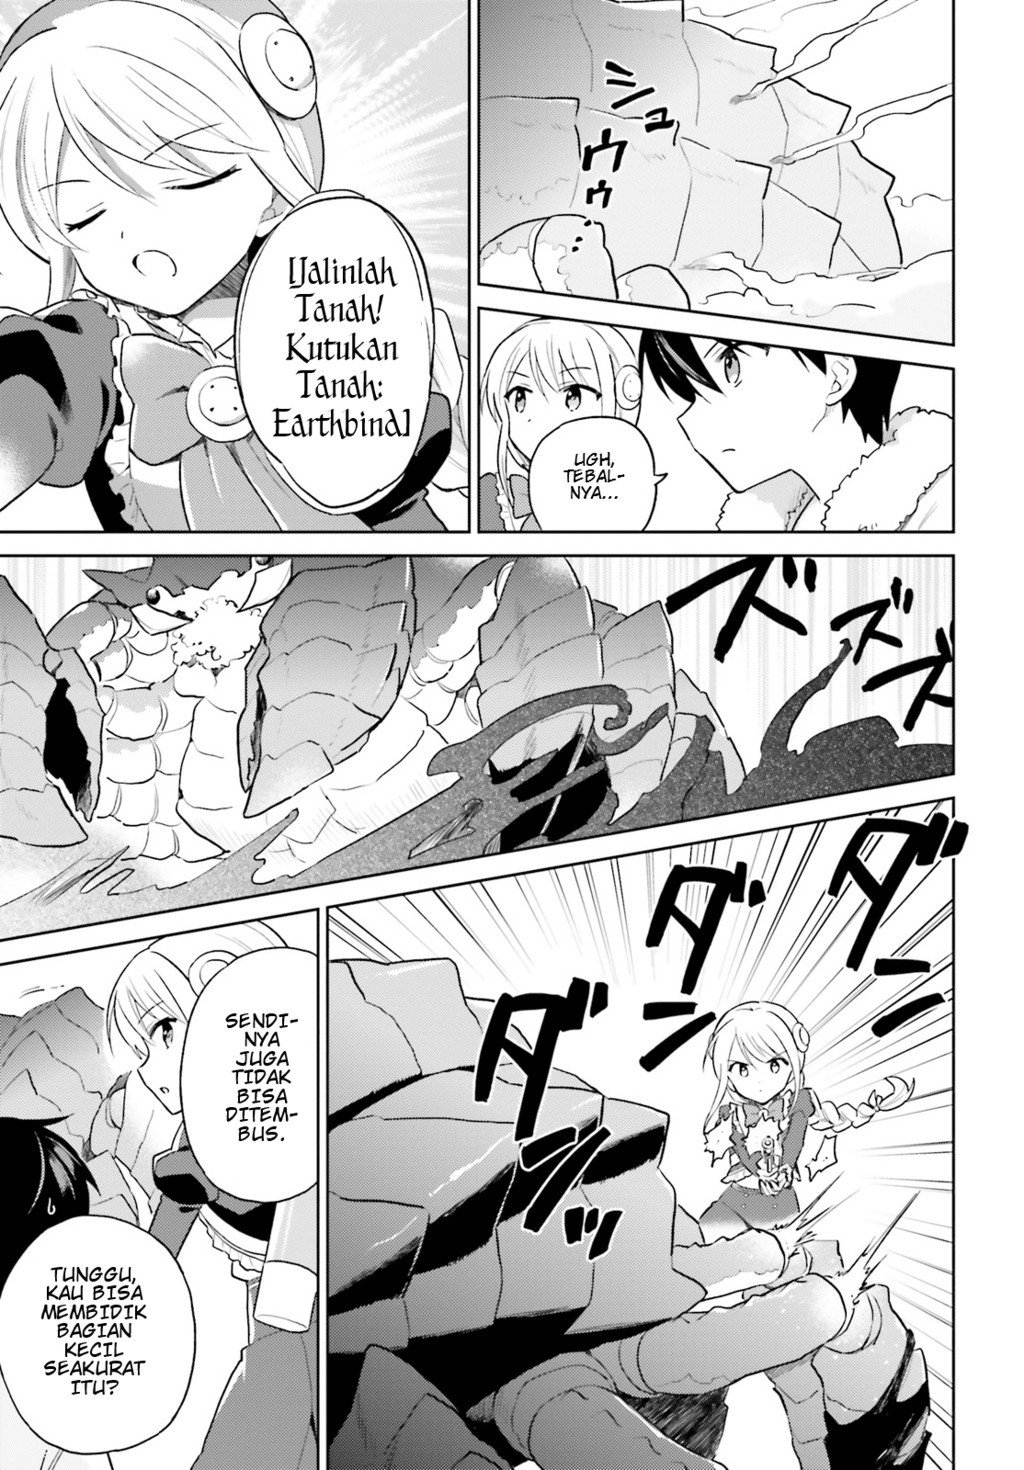 シュウゥ…
UGH,
TEBAL-
NYA...
[Jalinlah
Tanah!
Kutukan
Tanah:
Earthbind]
ズズズズ
ダン
ダン
ダンッ
SENDI-
NYA
JUGA
TIDAK
BISA
DITEM-
BUS.
TUNGGU,
KAU BISA
MEMBIDIK
BAGIAN
KECIL
SEAKURAT
ITU?